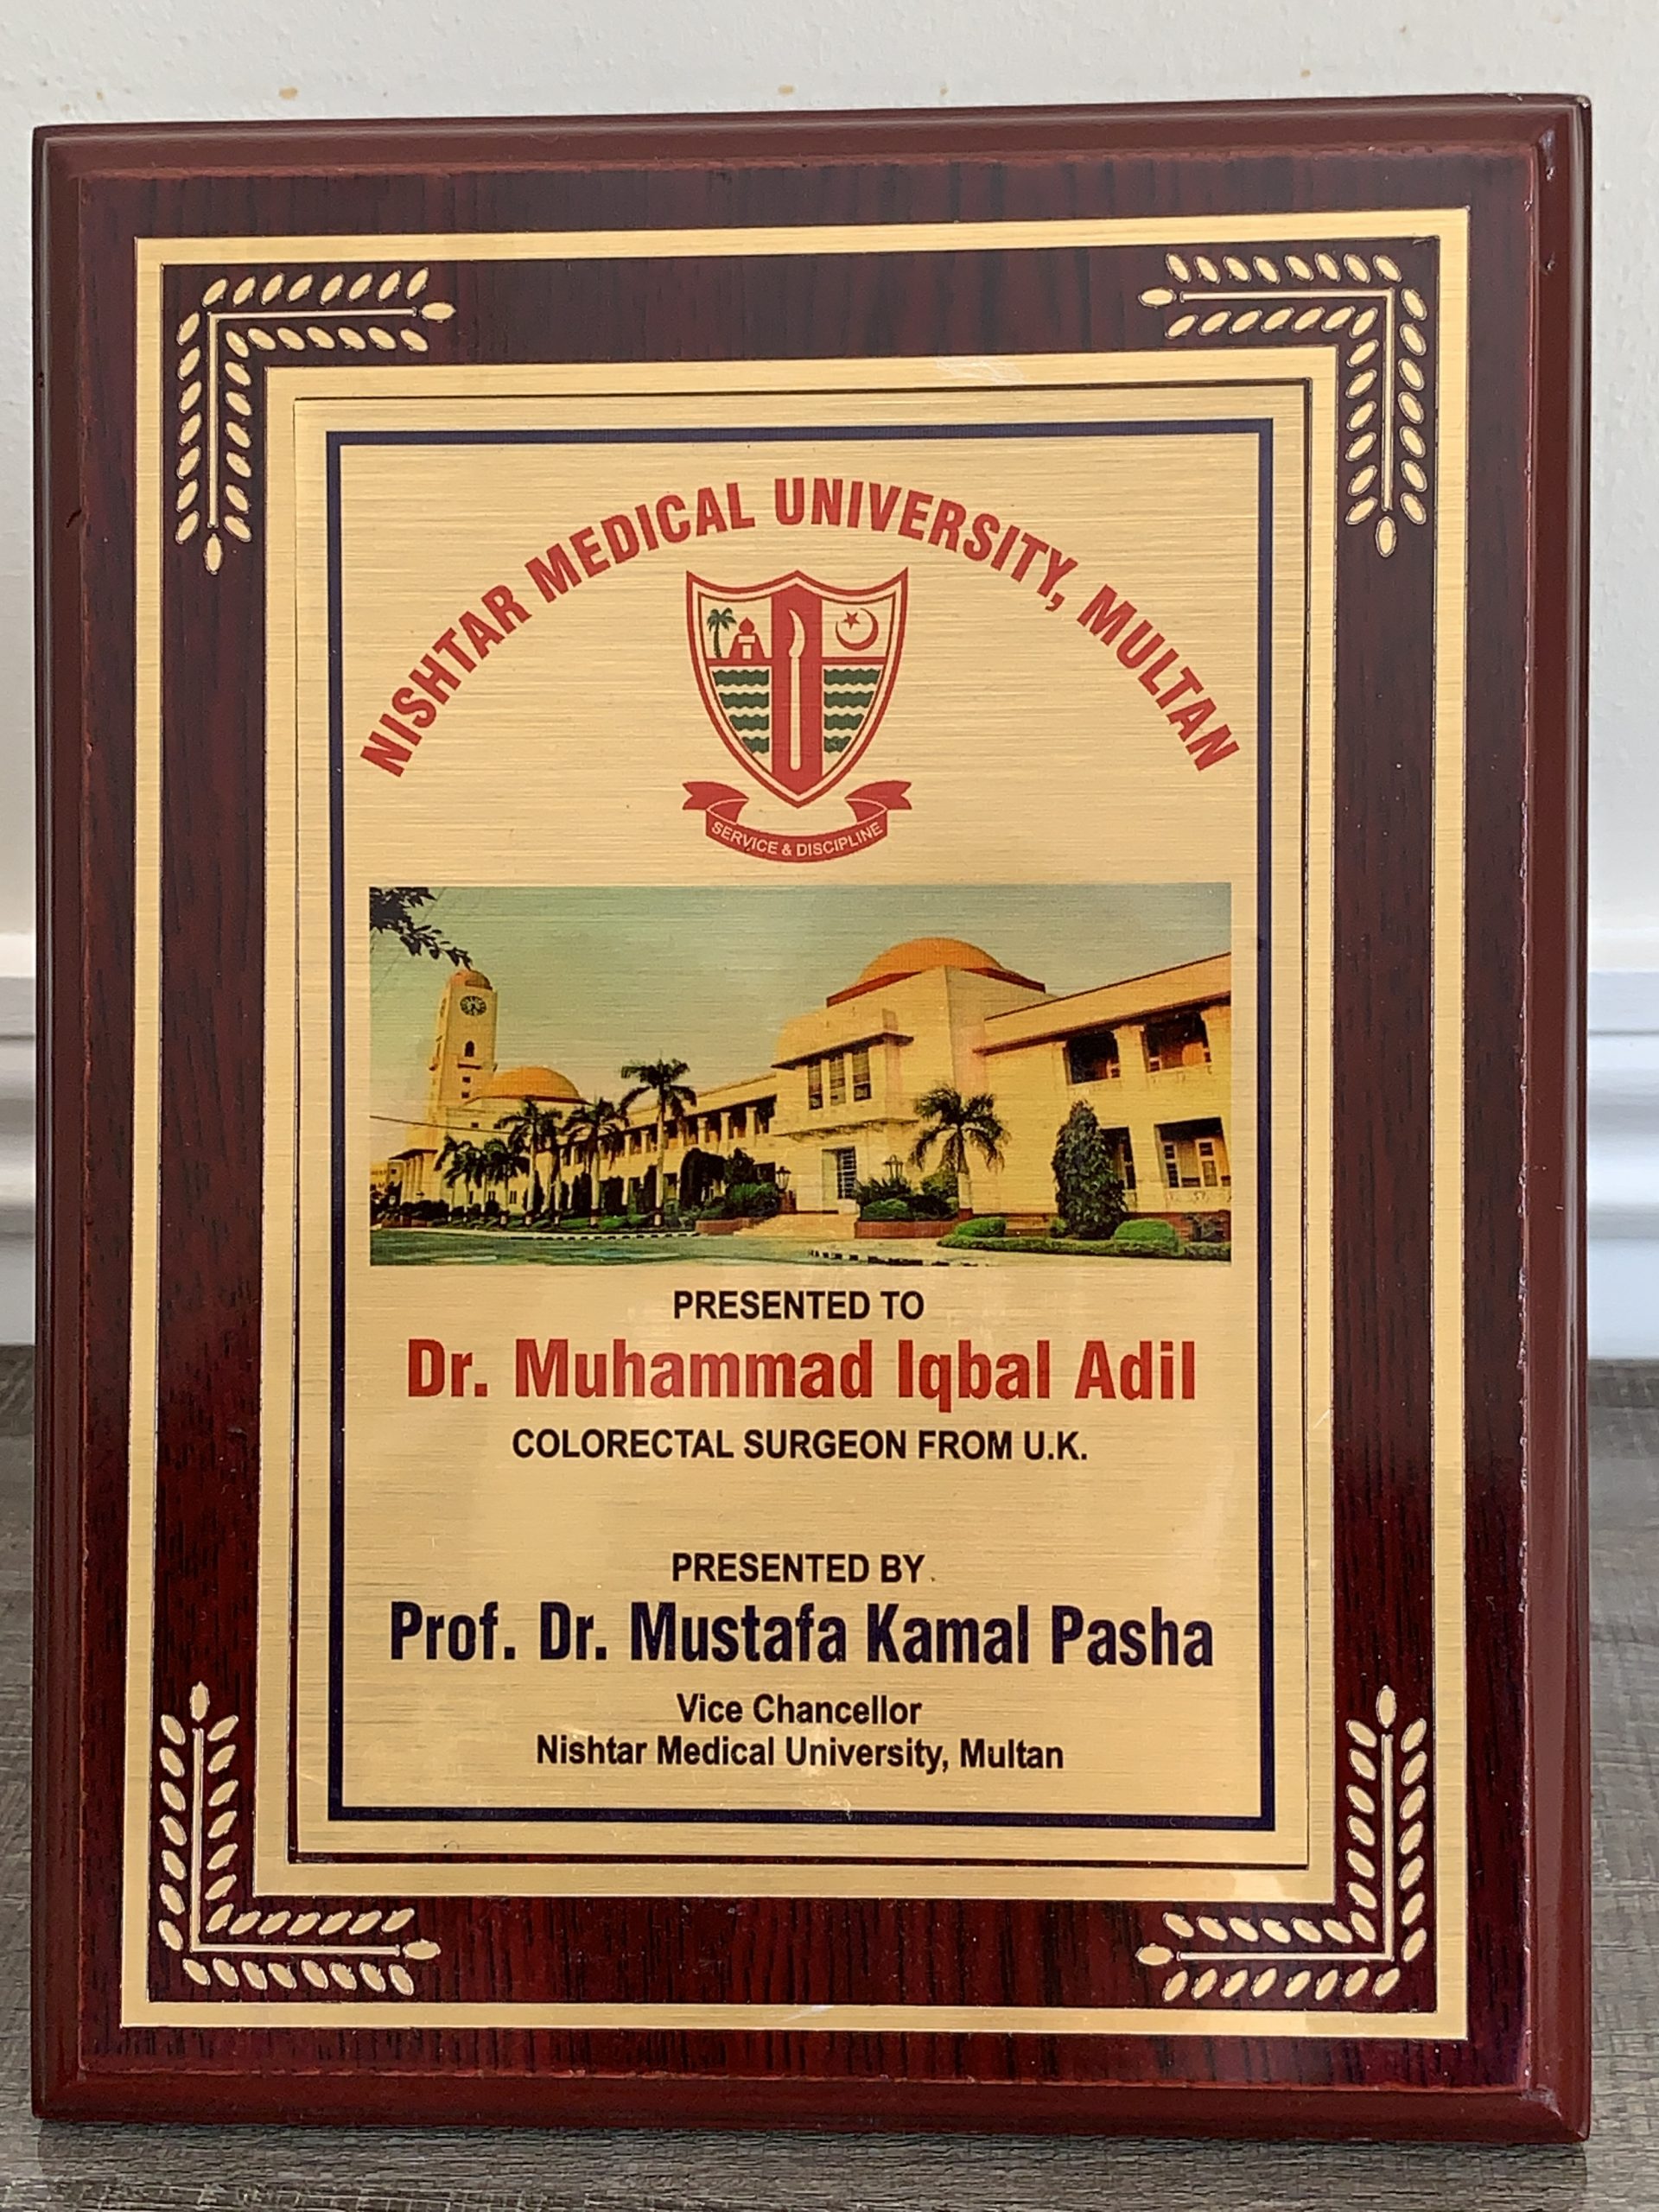 NISHTAR MEDICAL UNIVERSITY, MULTAN
SERVICE & DISCIPLINE
PRESENTED TO
Dr. Muhammad Iqbal Adil
COLORECTAL SURGEON FROM U.K.
PRESENTED BY
Prof. Dr. Mustafa Kamal Pasha
Vice Chancellor
Nishtar Medical University, Multan